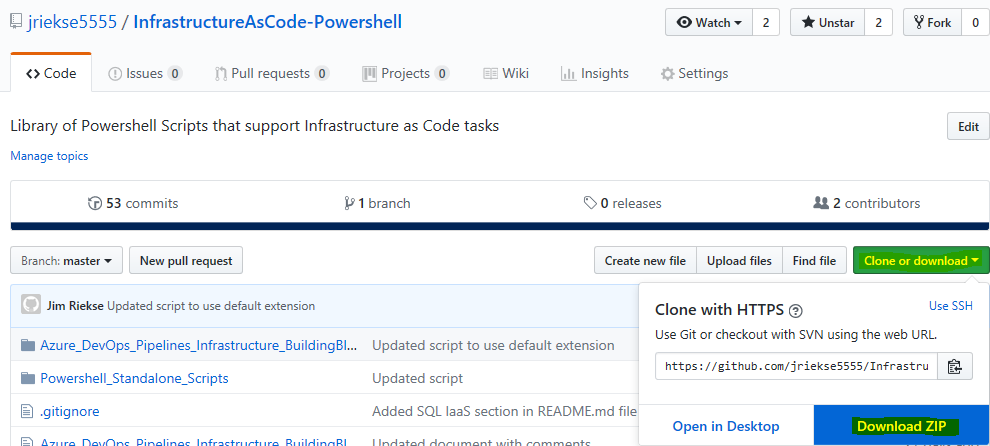 jriekse5555 / InfrastructureAsCode-Powershell
Watch 2 Unstar 2 Fork 0
Code Issues 0 Pull requests 0 Projects 0 Wiki Insights Settings
Library of Powershell Scripts that support Infrastructure as Code tasks
Edit
Manage topics
53 commits 1 branch 0 releases 2 contributors
Branch: master New pull request Create new file Upload files Find file Clone or download
Jim Riekse Updated script to use default extension
Azure_DevOps_Pipelines_Infrastructure_BuildingBl... Updated script to use default extension
Powershell_Standalone_Scripts Updated script
.gitignore Added SQL IaaS section in README.md file
Azure_DevOps_Pipelines_Infrastructure_BuildingBl... Updated document with comments
Clone with HTTPS ? Use SSH
Use Git or checkout with SVN using the web URL.
https://github.com/jriekse5555/Infrastru
Open in Desktop Download ZIP